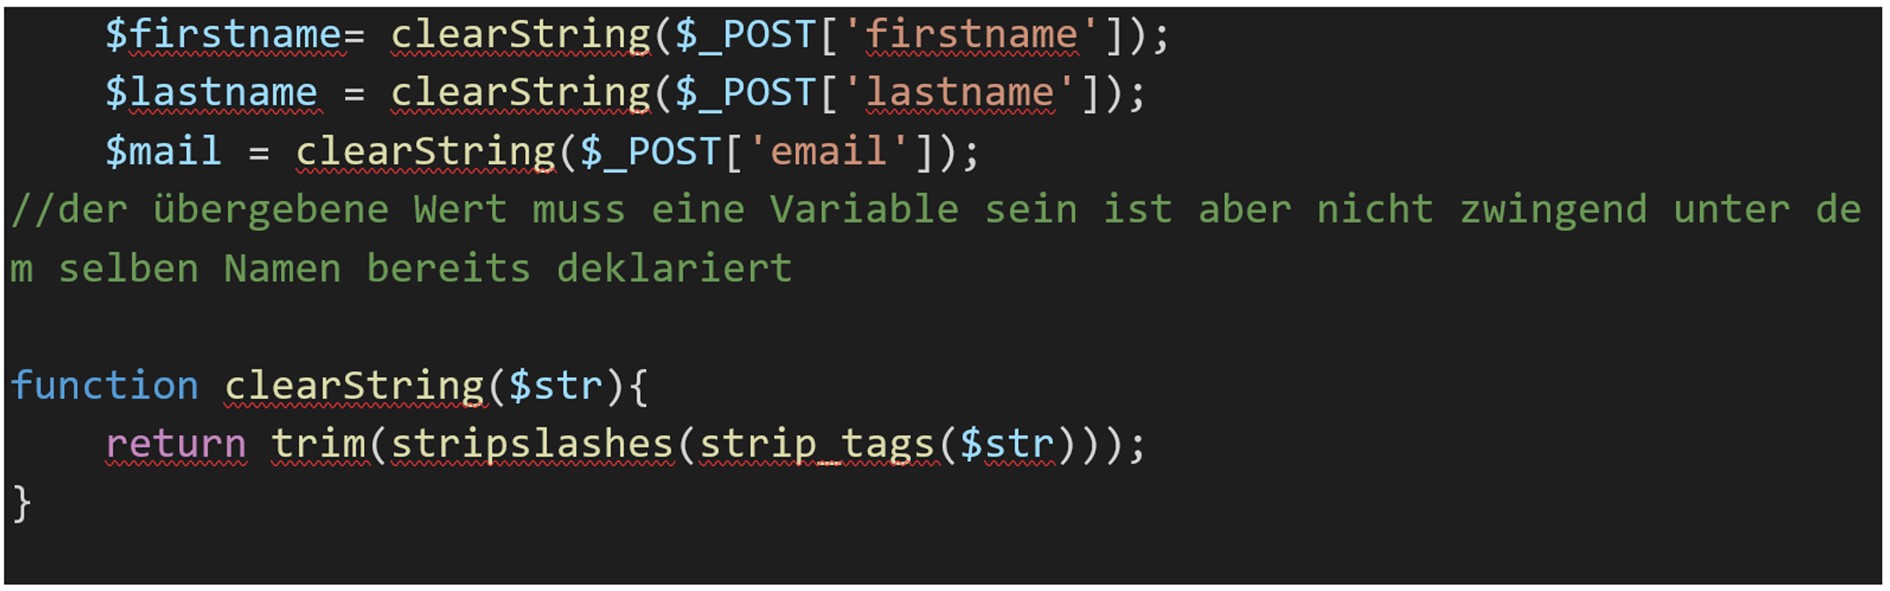 $firstname= clearString($_POST['firstname']);
$lastname = clearString($_POST['lastname']);
$mail = clearString($_POST['email']);
//der übergebene Wert muss eine Variable sein ist aber nicht zwingend unter de
m selben Namen bereits deklariert
function clearString($str){
return trim(stripslashes(strip_tags($str)));
}